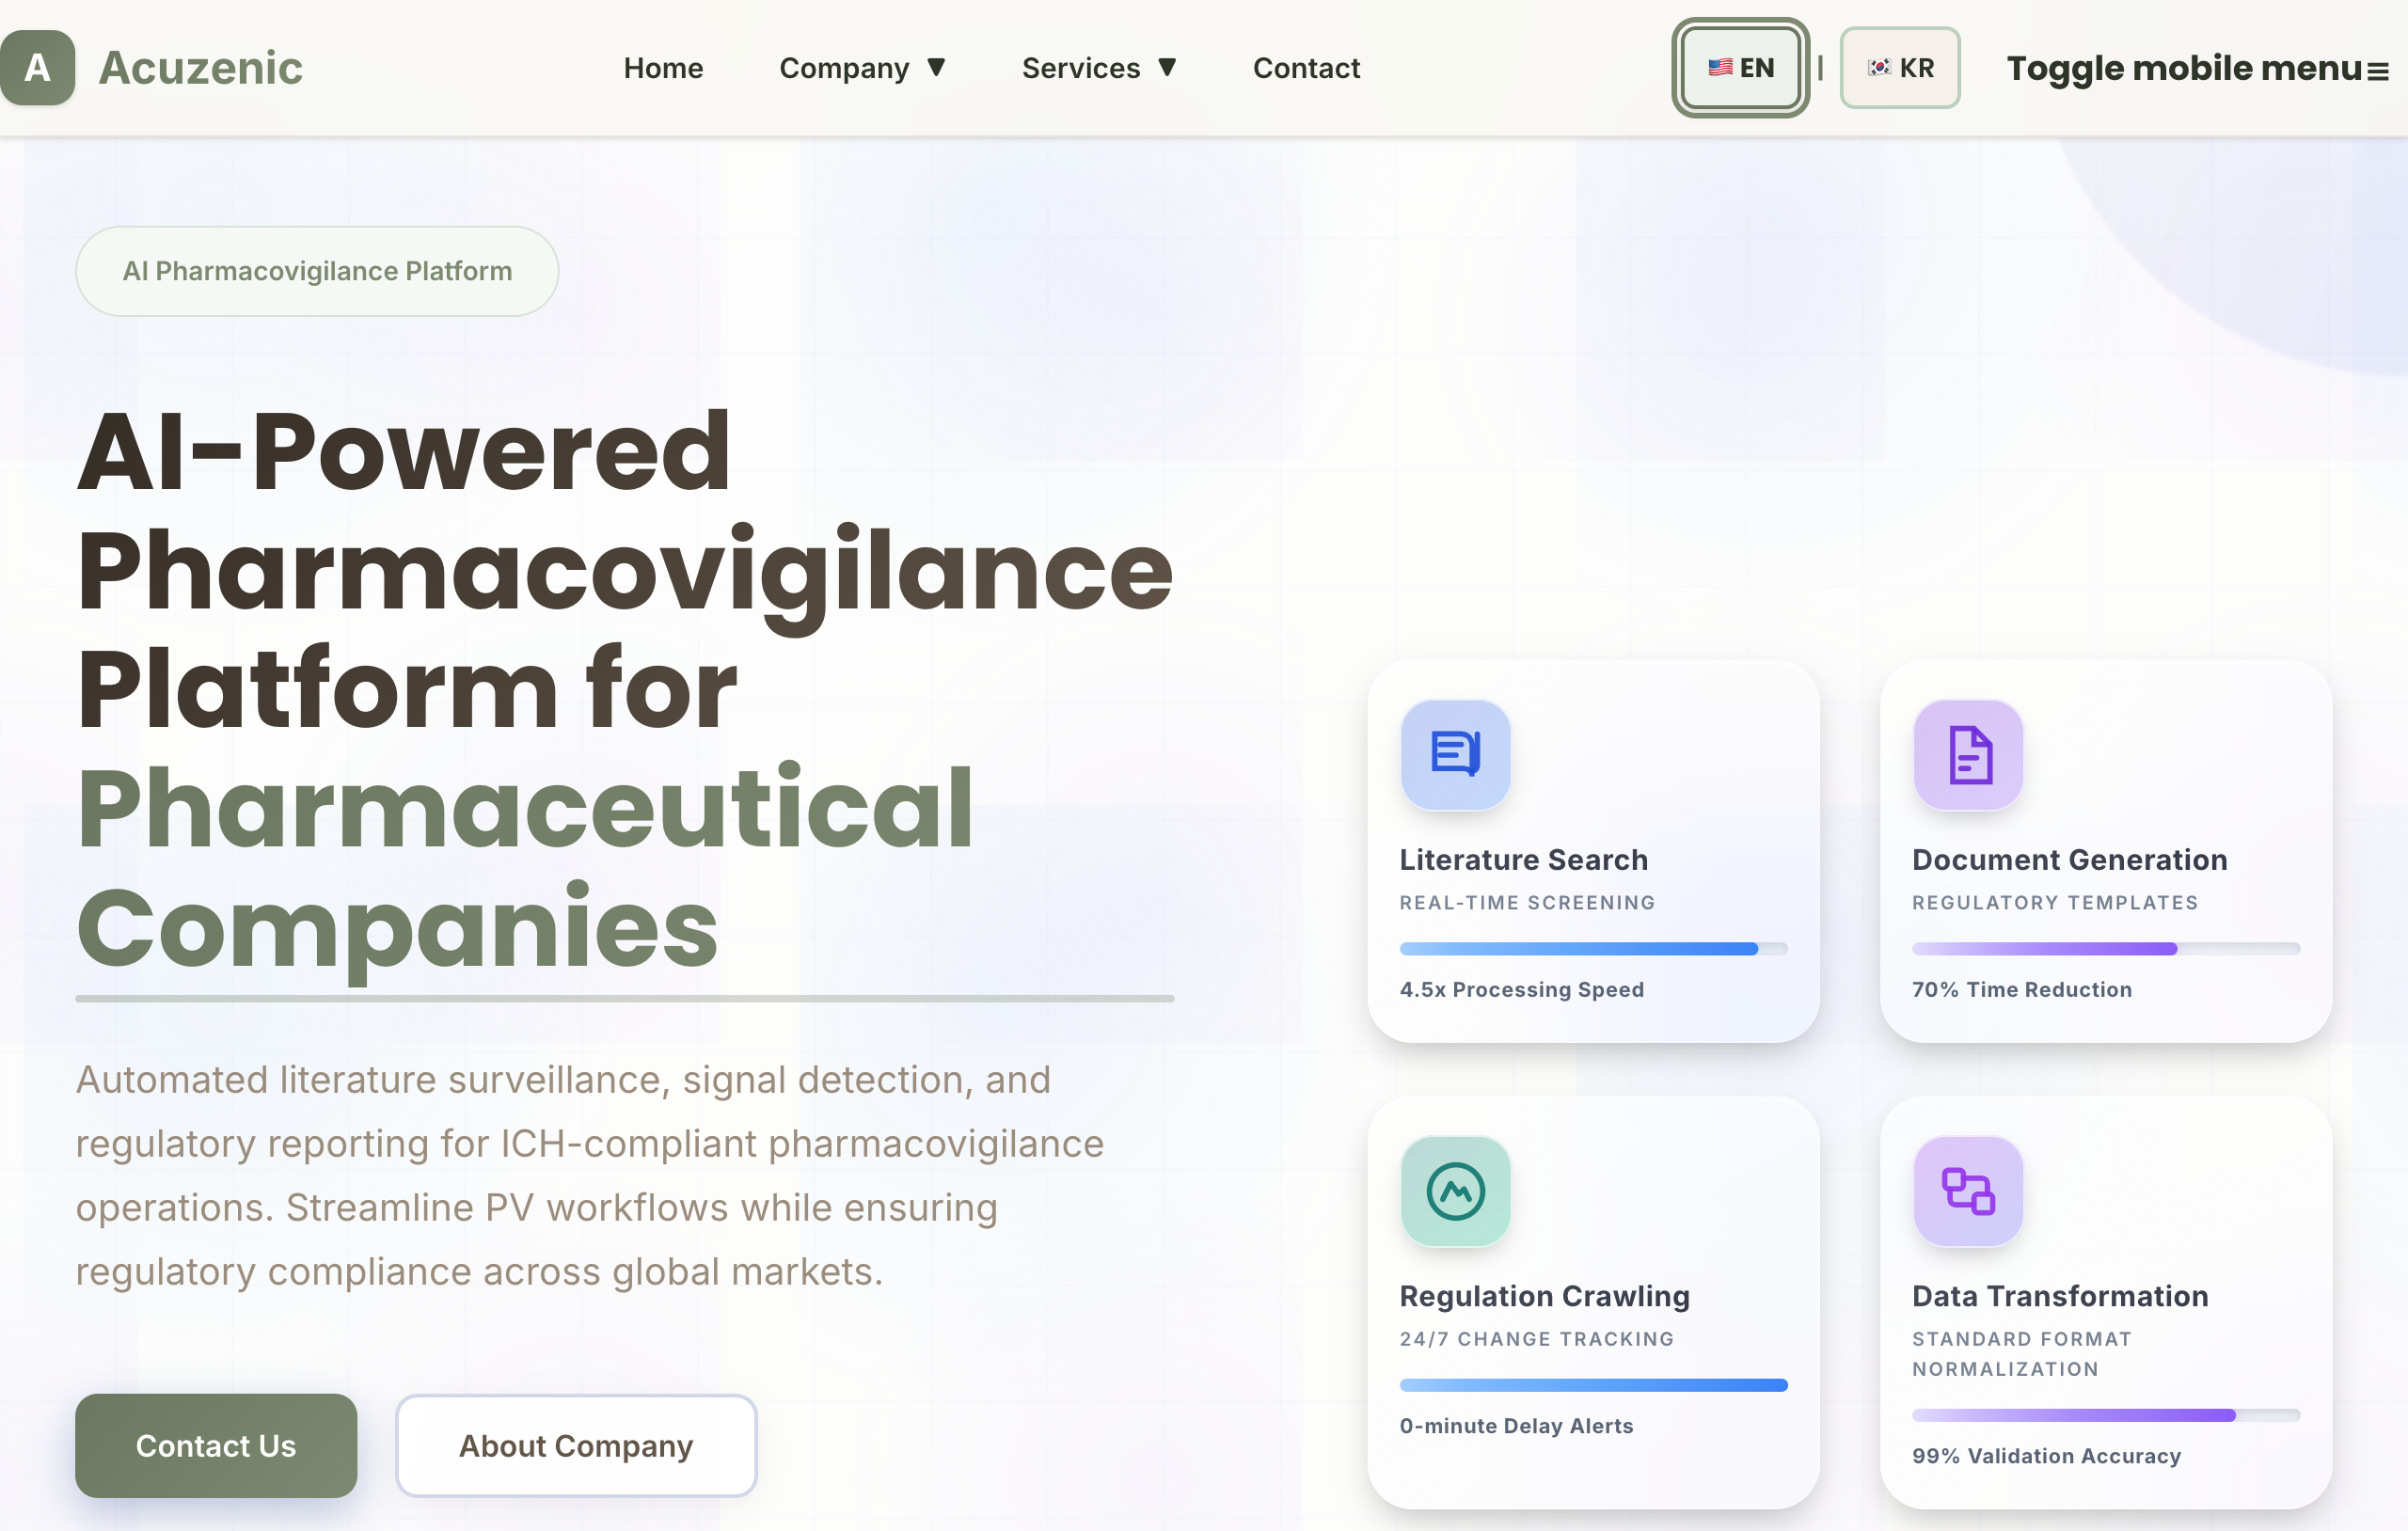 A Acuzenic
Home Company ▼ Services ▼ Contact
🇺🇸 EN | 🇰🇷 KR
Toggle mobile menu ≡
AI Pharmacovigilance Platform
AI-Powered
Pharmacovigilance
Platform for
Pharmaceutical
Companies
Automated literature surveillance, signal detection, and
regulatory reporting for ICH-compliant pharmacovigilance
operations. Streamline PV workflows while ensuring
regulatory compliance across global markets.
Contact Us
About Company
Literature Search
REAL-TIME SCREENING
4.5x Processing Speed
Document Generation
REGULATORY TEMPLATES
70% Time Reduction
Regulation Crawling
24/7 CHANGE TRACKING
0-minute Delay Alerts
Data Transformation
STANDARD FORMAT
NORMALIZATION
99% Validation Accuracy